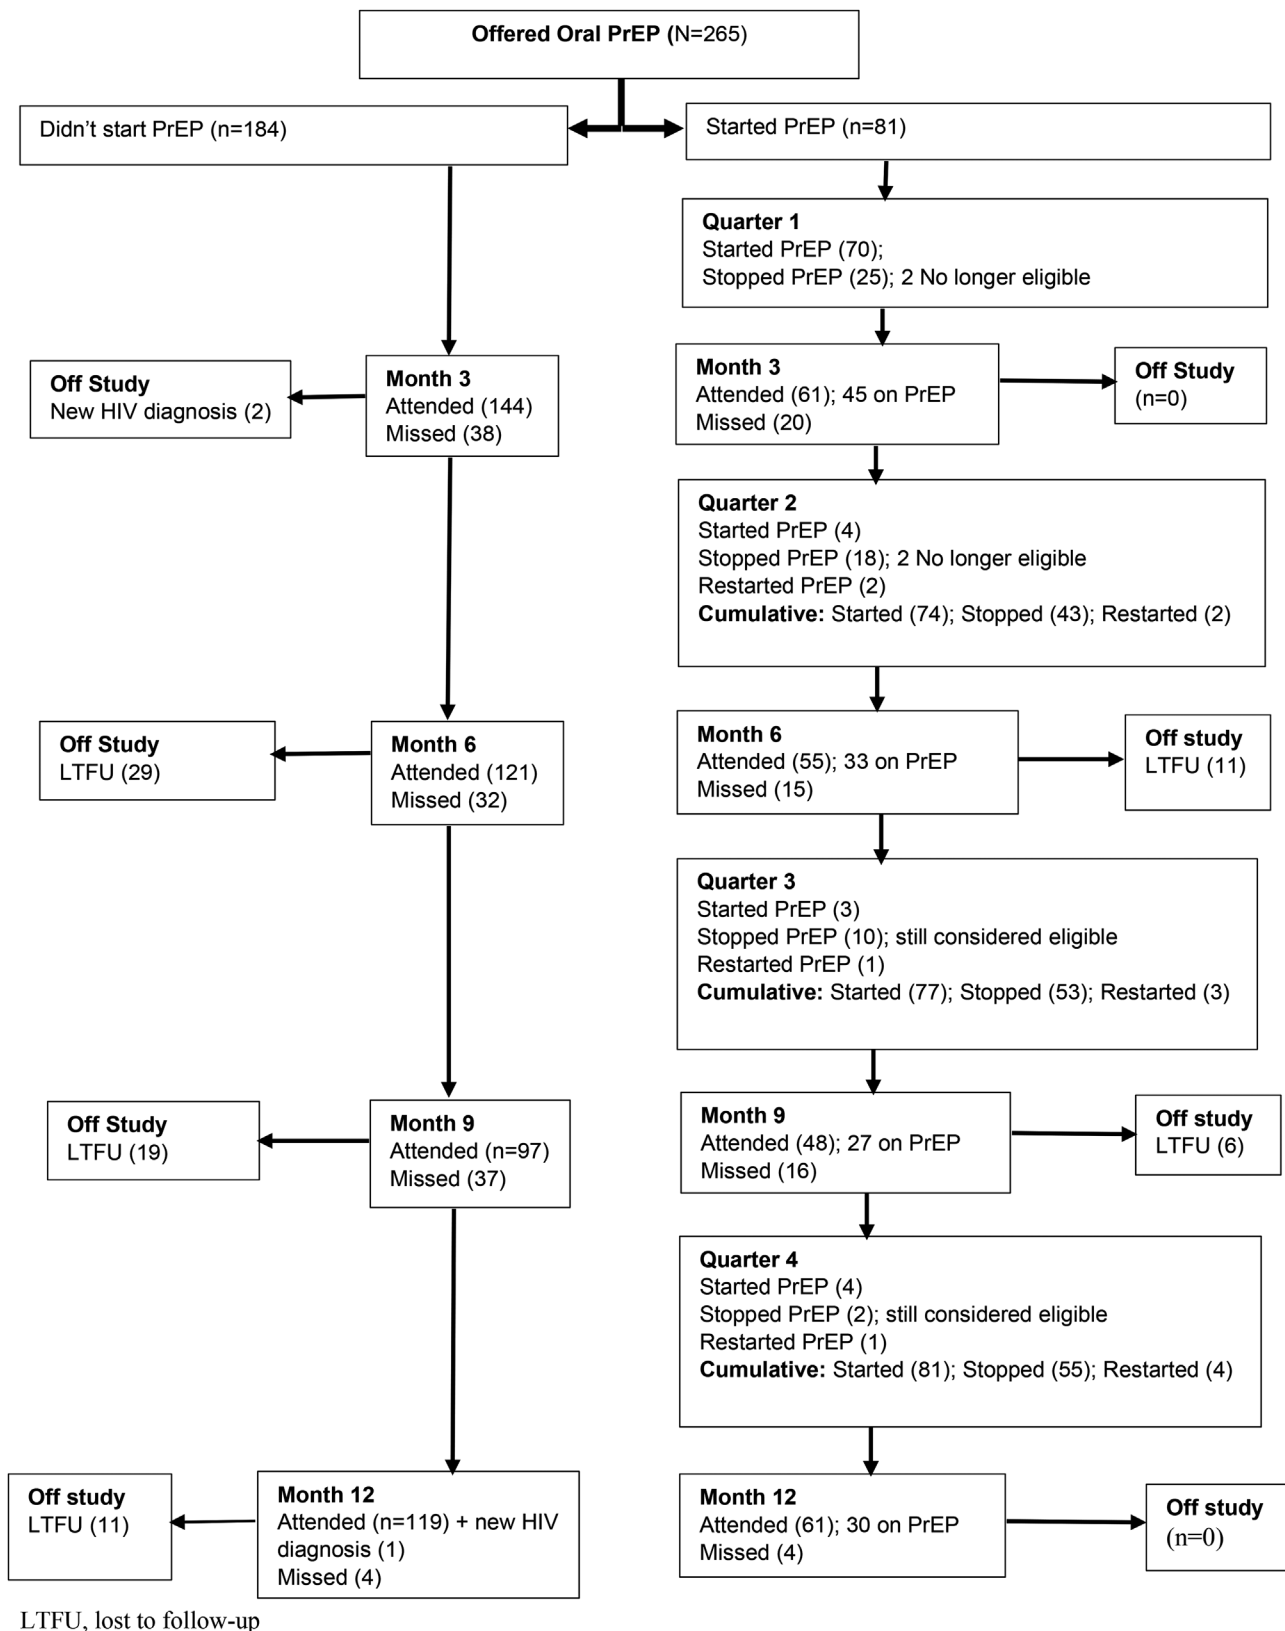 Offered Oral PrEP (N=265)
Didn’t start PrEP (n=184)
Started PrEP (n=81)
Quarter 1
Started PrEP (70);
Stopped PrEP (25); 2 No longer eligible
Off Study
New HIV diagnosis (2)
Month 3
Attended (144)
Missed (38)
Month 3
Attended (61); 45 on PrEP
Missed (20)
Off Study
(n=0)
Quarter 2
Started PrEP (4)
Stopped PrEP (18); 2 No longer eligible
Restarted PrEP (2)
Cumulative: Started (74); Stopped (43); Restarted (2)
Off Study
LTFU (29)
Month 6
Attended (121)
Missed (32)
Month 6
Attended (55); 33 on PrEP
Missed (15)
Off study
LTFU (11)
Quarter 3
Started PrEP (3)
Stopped PrEP (10); still considered eligible
Restarted PrEP (1)
Cumulative: Started (77); Stopped (53); Restarted (3)
Off Study
LTFU (19)
Month 9
Attended (n=97)
Missed (37)
Month 9
Attended (48); 27 on PrEP
Missed (16)
Off study
LTFU (6)
Quarter 4
Started PrEP (4)
Stopped PrEP (2); still considered eligible
Restarted PrEP (1)
Cumulative: Started (81); Stopped (55); Restarted (4)
Off study
LTFU (11)
Month 12
Attended (n=119) + new HIV
diagnosis (1)
Missed (4)
Month 12
Attended (61); 30 on PrEP
Missed (4)
Off study
(n=0)
LTFU, lost to follow-up